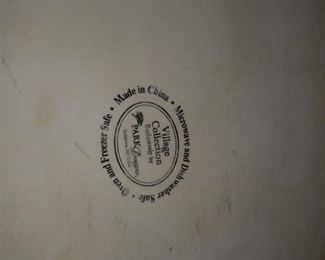 Oven and Freezer Safe • Made in China • Microwave and Dishwasher Safe •
Village
Collection
Exclusively by
PARK Designs